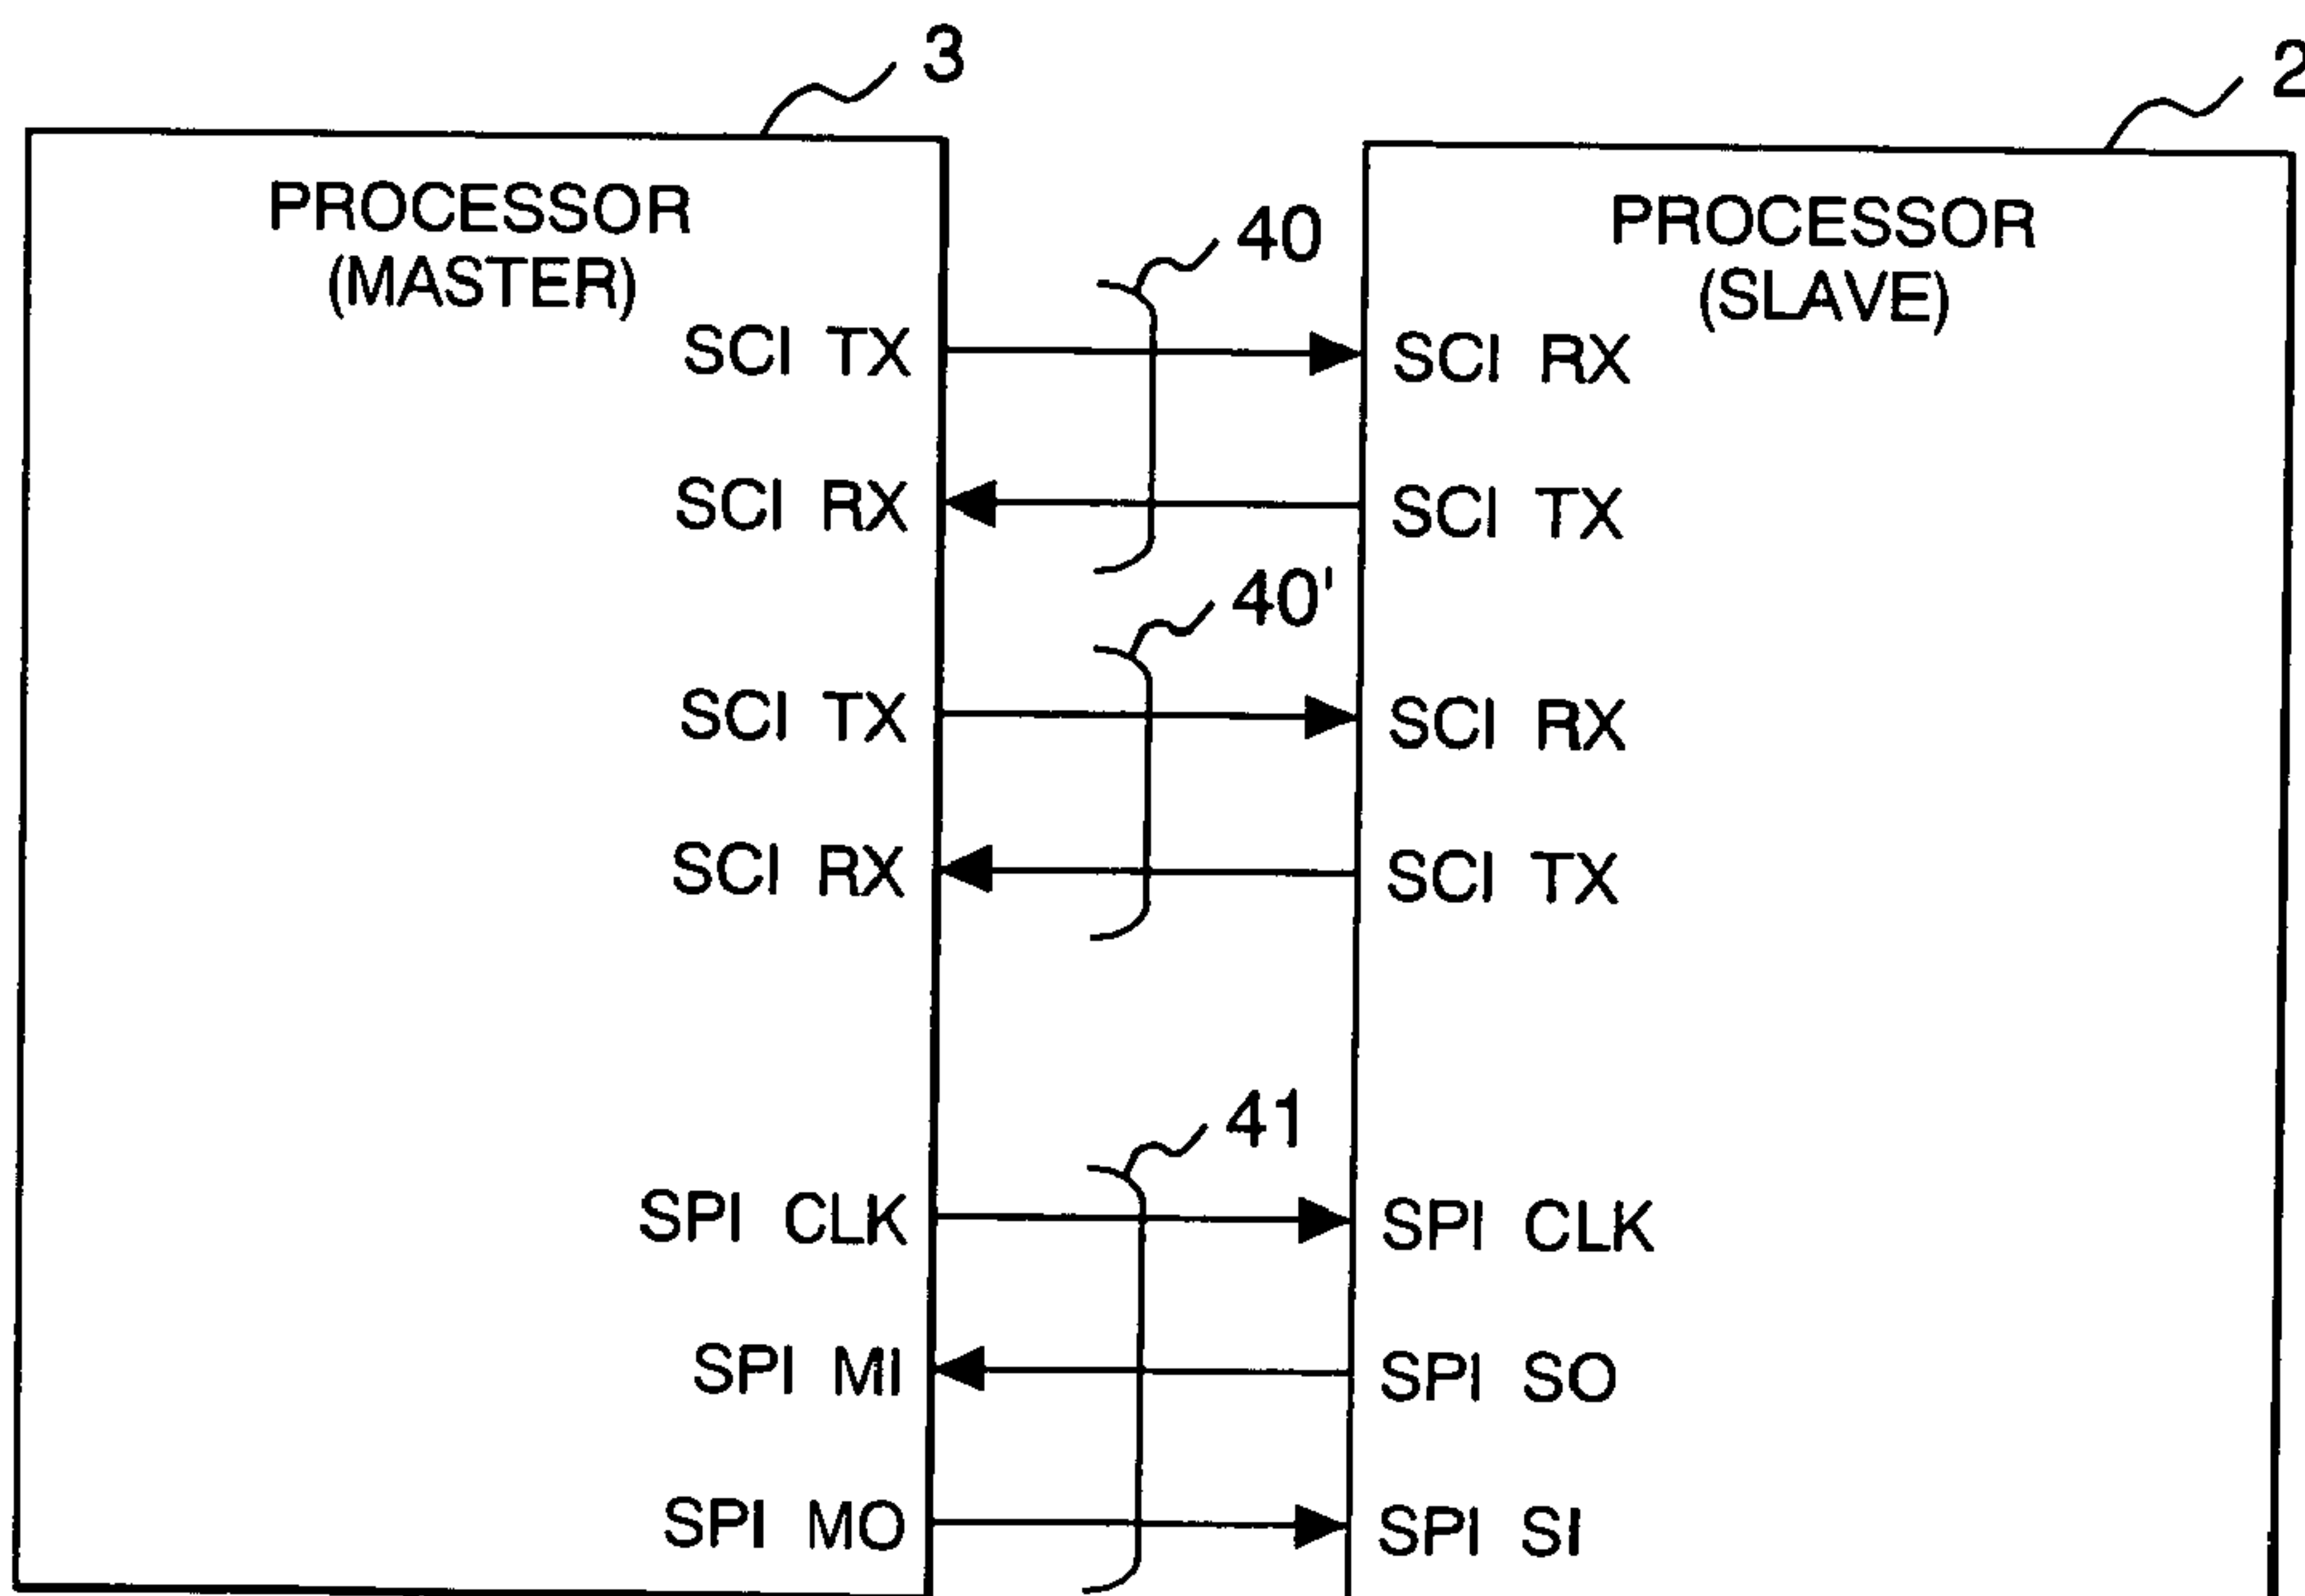 3
2
PROCESSOR
(MASTER)
PROCESSOR
(SLAVE)
40
SCI TX
SCI RX
SCI RX
SCI TX
40'
SCI TX
SCI RX
SCI RX
SCI TX
41
SPI CLK
SPI CLK
SPI MI
SPI SO
SPI MO
SPI SI